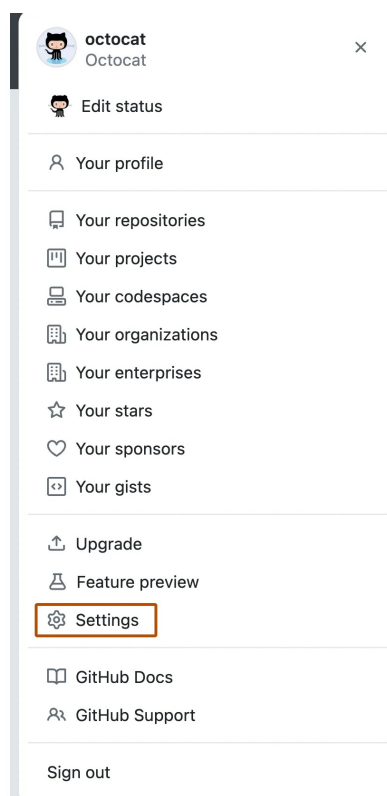 octocat
Octocat
Edit status
Your profile
Your repositories
Your projects
Your codespaces
Your organizations
Your enterprises
Your stars
Your sponsors
Your gists
Upgrade
Feature preview
Settings
GitHub Docs
GitHub Support
Sign out